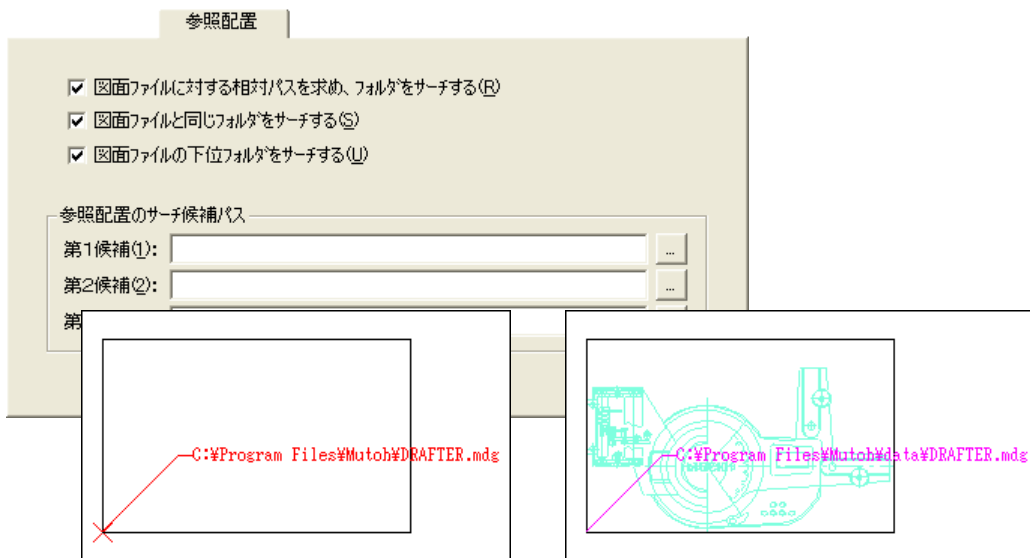 参照配置
図面ファイルに対する相対パスを求め、フォルダをサーチする(R)
図面ファイルと同じフォルダをサーチする(S)
図面ファイルの下位フォルダをサーチする(U)
参照配置のサーチ候補パス
第1候補(1):
...
第2候補(2):
...
第
C:¥Program Files¥Mutoh¥DRAFTER.mdg
C:¥Program Files¥Mutoh¥data¥DRAFTER.mdg